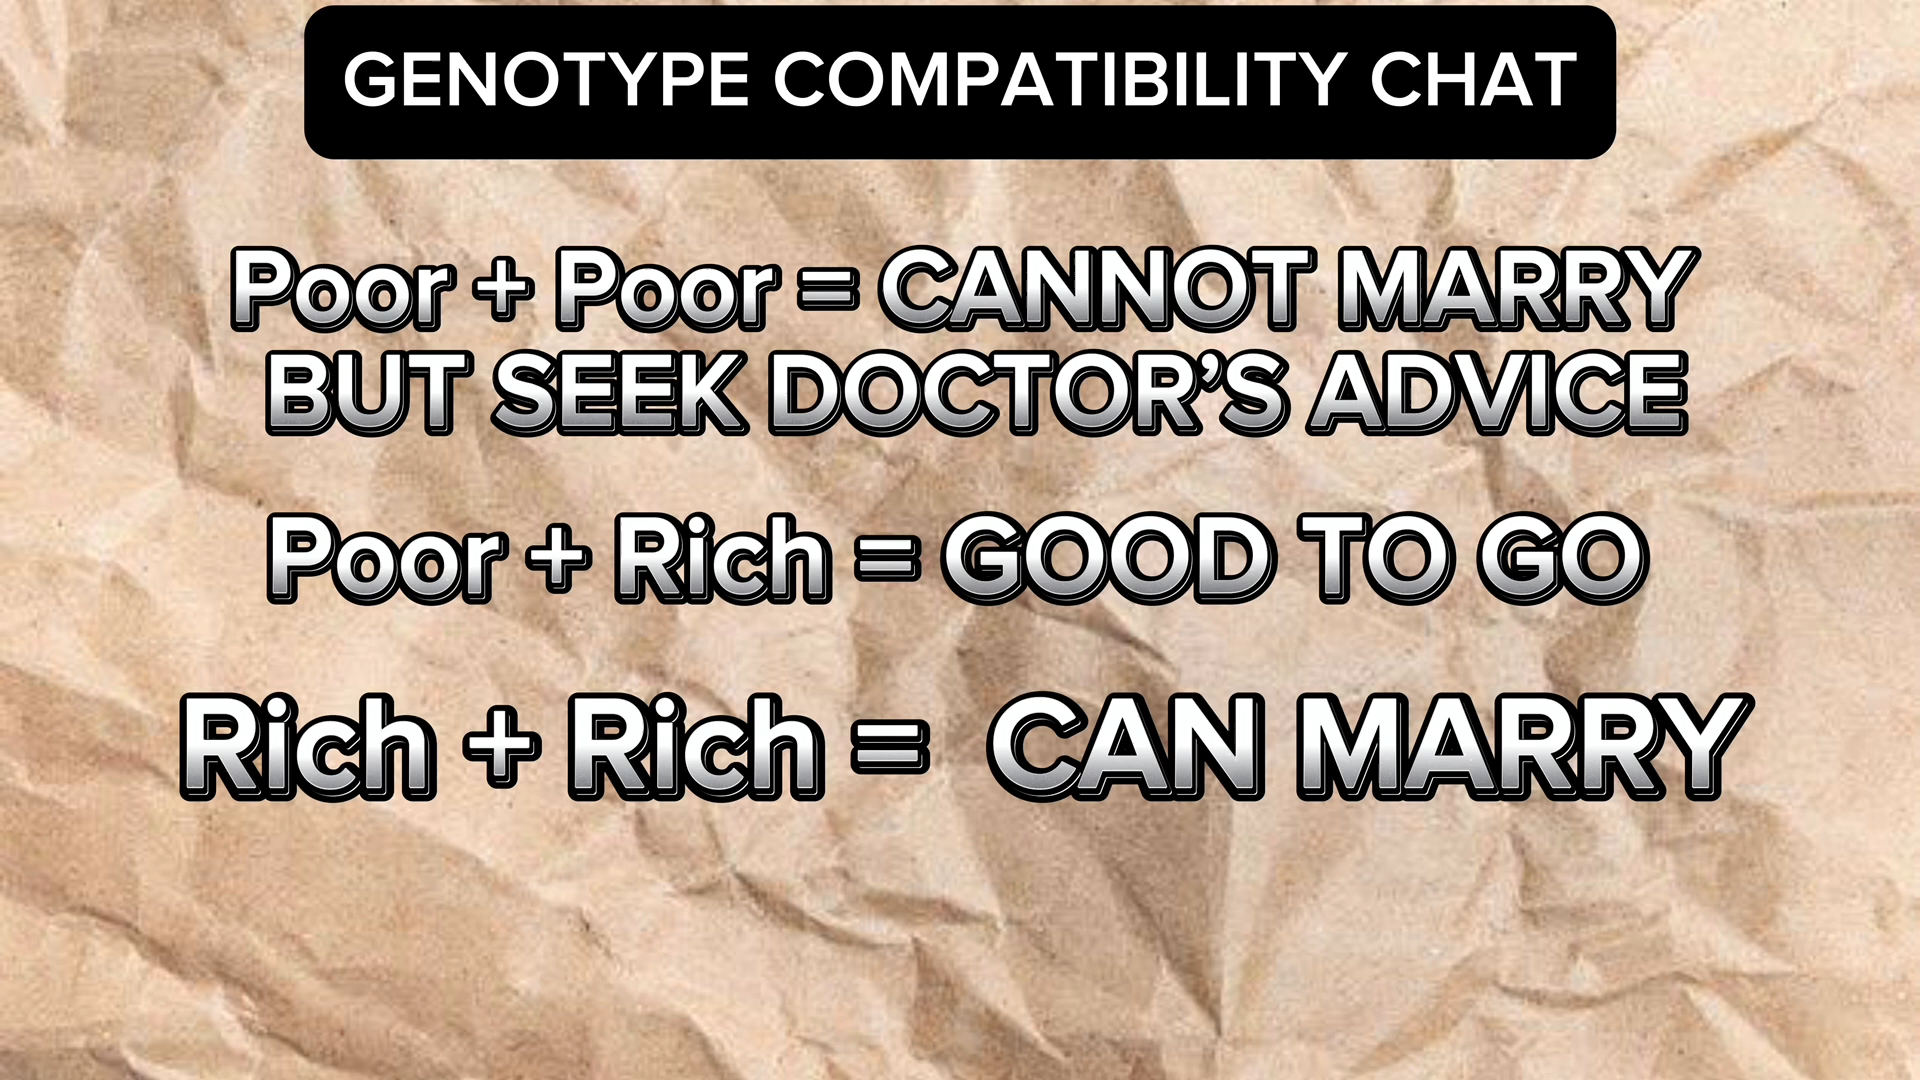 GENOTYPE COMPATIBILITY CHAT
Poor + Poor = CANNOT MARRY
BUT SEEK DOCTOR’S ADVICE
Poor + Rich = GOOD TO GO
Rich + Rich = CAN MARRY